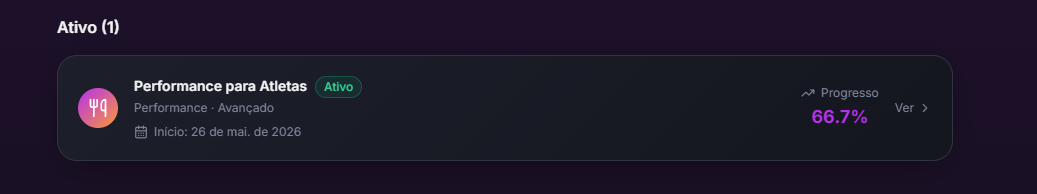 Ativo (1)
Performance para Atletas Ativo
Performance · Avançado
Início: 26 de mai. de 2026
Progresso
66.7%
Ver